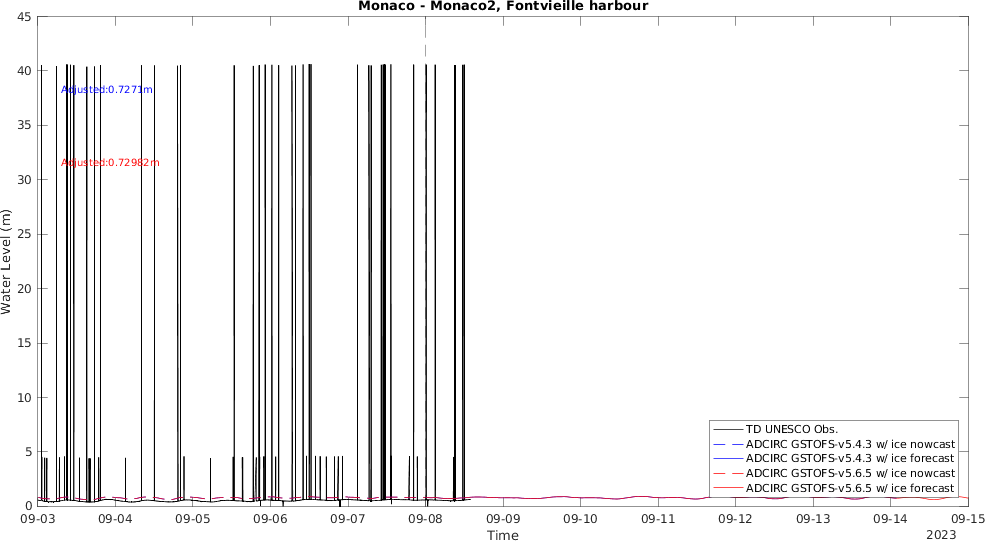 Monaco - Monaco2, Fontvieille harbour
45
40
35
30
25
20
15
10
5
0
Water Level (m)
Adjusted:0.7271m
Adjusted:0.72982m
TD UNESCO Obs.
ADCIRC GSTOFS-v5.4.3 w/ ice nowcast
ADCIRC GSTOFS-v5.4.3 w/ ice forecast
ADCIRC GSTOFS-v5.6.5 w/ ice nowcast
ADCIRC GSTOFS-v5.6.5 w/ ice forecast
09-03 09-04 09-05 09-06 09-07 09-08 09-09 09-10 09-11 09-12 09-13 09-14 09-15
Time
2023